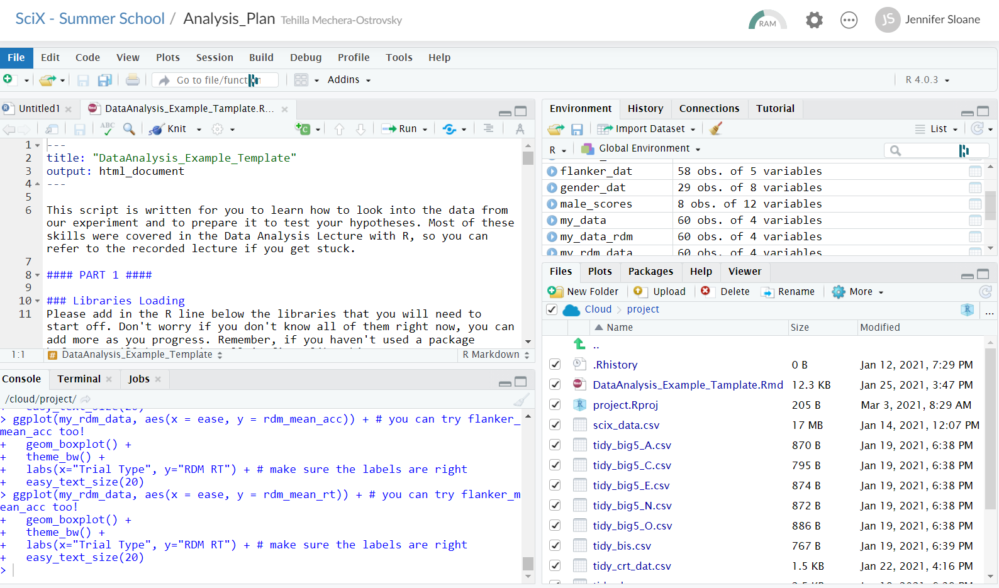 SciX - Summer School / Analysis_Plan Tehilla Mechera-Ostrovsky
RAM
JS Jennifer Sloane
File Edit Code View Plots Session Build Debug Profile Tools Help
Go to file/funct
Addins
R 4.0.3
Untitled1
DataAnalysis_Example_Tamplate.R...
ABC
Knit
Run
1 ---
2 title: "DataAnalysis_Example_Template"
3 output: html_document
4 ---
5
6 This script is written for you to learn how to look into the data from
our experiment and to prepare it to test your hypotheses. Most of these
skills were covered in the Data Analysis Lecture with R, so you can
refer to the recorded lecture if you get stuck.
7
8 #### PART 1 ####
9
10 ### Libraries Loading
11 Please add in the R line below the libraries that you will need to
start off. Don't worry if you don't know all of them right now, you can
add more as you progress. Remember, if you haven't used a package
1:1 # DataAnalysis_Example_Template R Markdown
Console Terminal Jobs
/cloud/project/
+ easy_text_size(20)
> ggplot(my_rdm_data, aes(x = ease, y = rdm_mean_acc)) + # you can try flanker_
mean_acc too!
+ geom_boxplot() +
+ theme_bw() +
+ labs(x="Trial Type", y="RDM RT") + # make sure the labels are right
+ easy_text_size(20)
> ggplot(my_rdm_data, aes(x = ease, y = rdm_mean_rt)) + # you can try flanker_m
ean_acc too!
+ geom_boxplot() +
+ theme_bw() +
+ labs(x="Trial Type", y="RDM RT") + # make sure the labels are right
+ easy_text_size(20)
>
Environment History Connections Tutorial
Import Dataset
List
R Global Environment
flanker_dat 58 obs. of 5 variables
gender_dat 29 obs. of 8 variables
male_scores 8 obs. of 12 variables
my_data 60 obs. of 4 variables
my_data_rdm 60 obs. of 4 variables
my_rdm_data 60 obs. of 4 variables
Files Plots Packages Help Viewer
New Folder Upload Delete Rename More
Cloud project R ...
Name Size Modified
..
.Rhistory 0 B Jan 12, 2021, 7:29 PM
DataAnalysis_Example_Tamplate.Rmd 12.3 KB Jan 25, 2021, 3:47 PM
project.Rproj 205 B Mar 3, 2021, 8:29 AM
scix_data.csv 17 MB Jan 14, 2021, 12:07 PM
tidy_big5_A.csv 870 B Jan 19, 2021, 6:38 PM
tidy_big5_C.csv 795 B Jan 19, 2021, 6:38 PM
tidy_big5_E.csv 874 B Jan 19, 2021, 6:38 PM
tidy_big5_N.csv 872 B Jan 19, 2021, 6:38 PM
tidy_big5_O.csv 886 B Jan 19, 2021, 6:38 PM
tidy_bis.csv 767 B Jan 19, 2021, 6:39 PM
tidy_crt_dat.csv 1.5 KB Jan 22, 2021, 4:16 PM